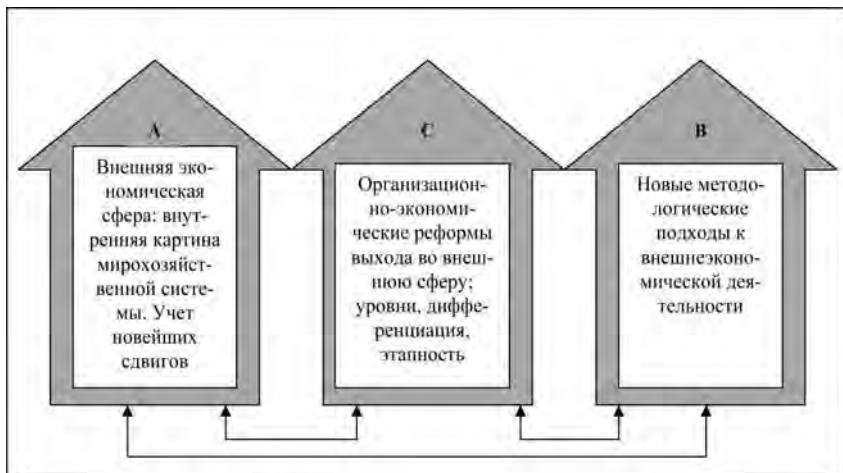 А
Внешняя эко-
номическая
сфера: внут-
ренняя картина
мирохозяйст-
венной систе-
мы. Учет
новейших
сдвигов
С
Организацион-
но-экономи-
ческие реформы
выхода во внеш-
нюю сферу:
уровни, диффе-
ренциация,
этапность
В
Новые методо-
логические
подходы к
внешнеэконо-
мической дея-
тельности